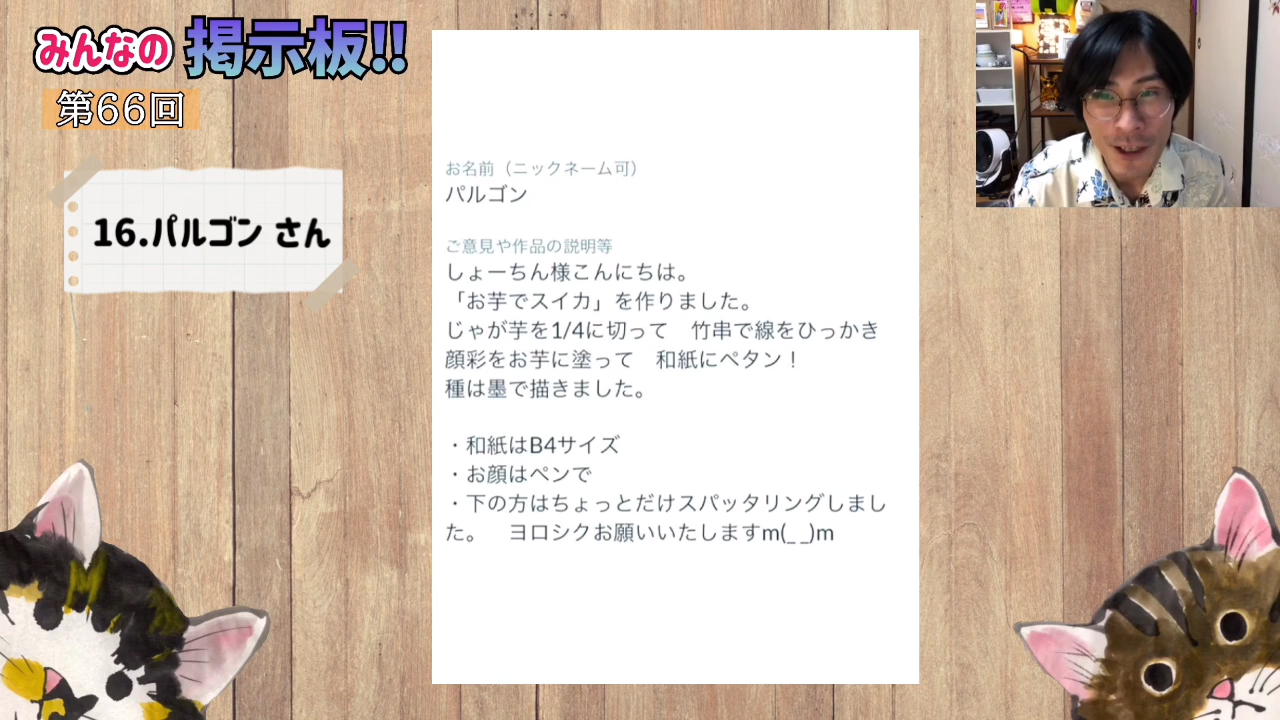 みんなの掲示板!!
第66回
16.パルゴン さん
お名前（ニックネーム可）
パルゴン
ご意見や作品の説明等
しょーちん様こんにちは。
「お芋でスイカ」を作りました。
じゃが芋を1/4に切って　竹串で線をひっかき
顔彩をお芋に塗って　和紙にペタン！
種は墨で描きました。
・和紙はB4サイズ
・お顔はペンで
・下の方はちょっとだけスパッタリングしまし
た。　ヨロシクお願いいたしますm(_ _)m